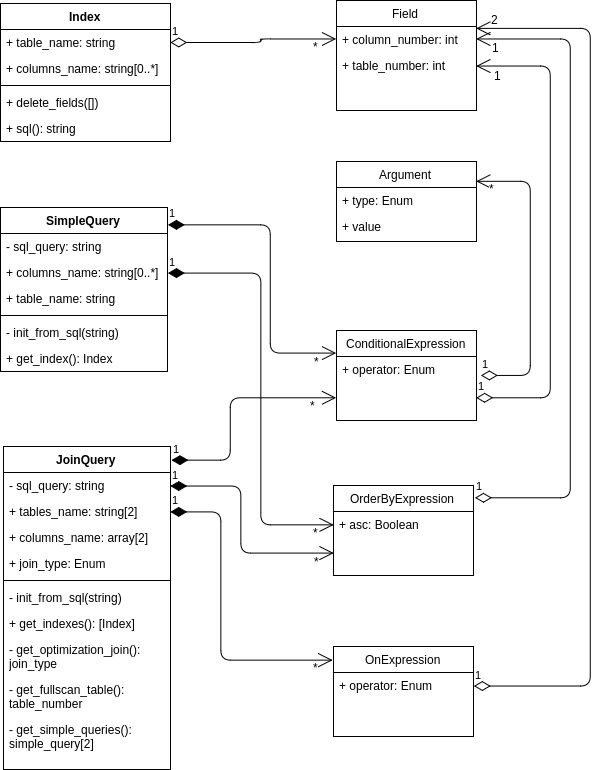 Index
+ table_name: string
+ columns_name: string[0..*]
+ delete_fields([])
+ sql(): string
1
*
Field
+ column_number: int
+ table_number: int
2
1
1
Argument
+ type: Enum
+ value
*
SimpleQuery
- sql_query: string
+ columns_name: string[0..*]
+ table_name: string
- init_from_sql(string)
+ get_index(): Index
1
1
ConditionalExpression
+ operator: Enum
*
*
1
1
JoinQuery
- sql_query: string
+ tables_name: string[2]
+ columns_name: array[2]
+ join_type: Enum
- init_from_sql(string)
+ get_indexes(): [Index]
- get_optimization_join():
join_type
- get_fullscan_table():
table_number
- get_simple_queries():
simple_query[2]
1
1
1
OrderByExpression
+ asc: Boolean
*
*
1
OnExpression
+ operator: Enum
*
1